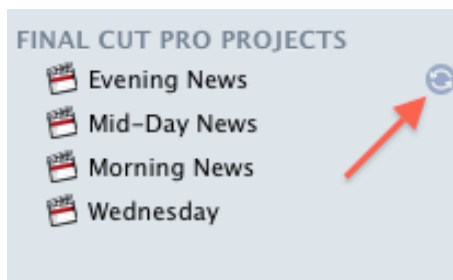 FINAL CUT PRO PROJECTS
Evening News
Mid-Day News
Morning News
Wednesday